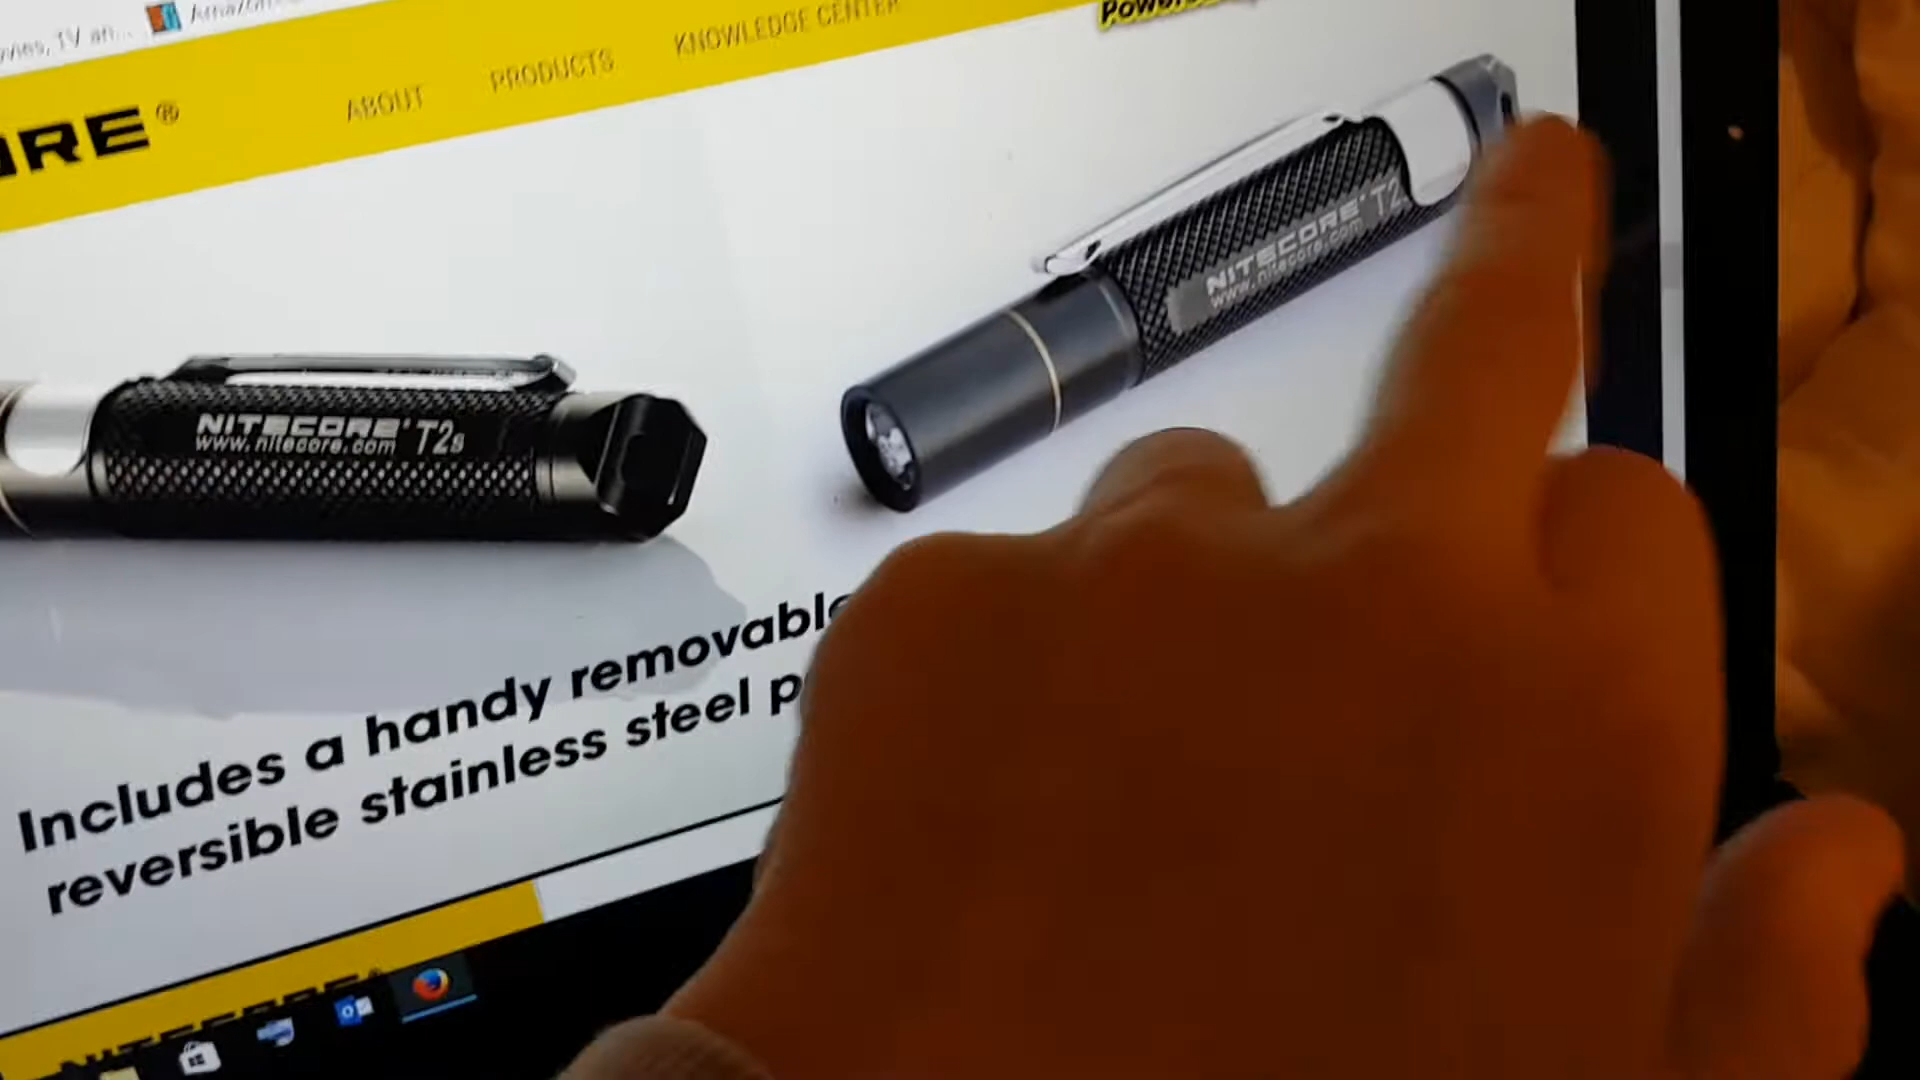 ABOUT PRODUCTS KNOWLEDGE CENTER
ORE®
NITECORE® T2
www.nitecore.com
NITECORE® T2s
www.nitecore.com
Includes a handy removable
reversible stainless steel